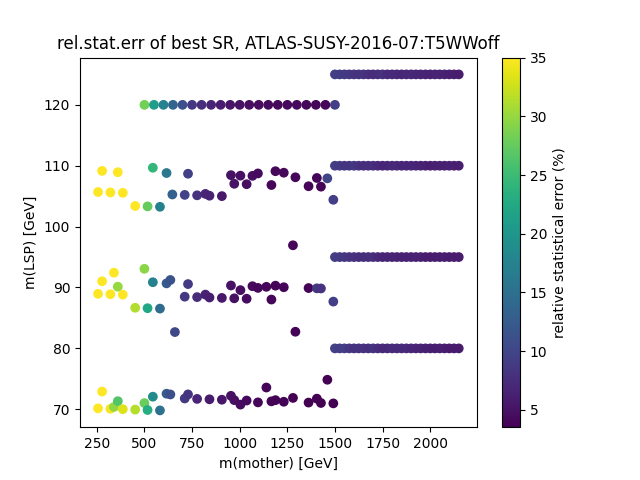 rel.stat.err of best SR, ATLAS-SUSY-2016-07:T5WWoff
m(LSP) [GeV]
120
110
100
90
80
70
250 500 750 1000 1250 1500 1750 2000
m(mother) [GeV]
35
30
25
20
15
10
5
relative statistical error (%)